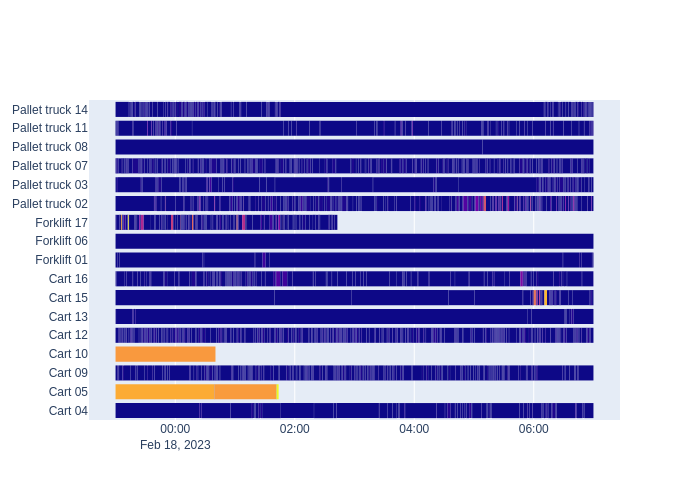 Pallet truck 14
Pallet truck 11
Pallet truck 08
Pallet truck 07
Pallet truck 03
Pallet truck 02
Forklift 17
Forklift 06
Forklift 01
Cart 16
Cart 15
Cart 13
Cart 12
Cart 10
Cart 09
Cart 05
Cart 04
00:00 02:00 04:00 06:00
Feb 18, 2023